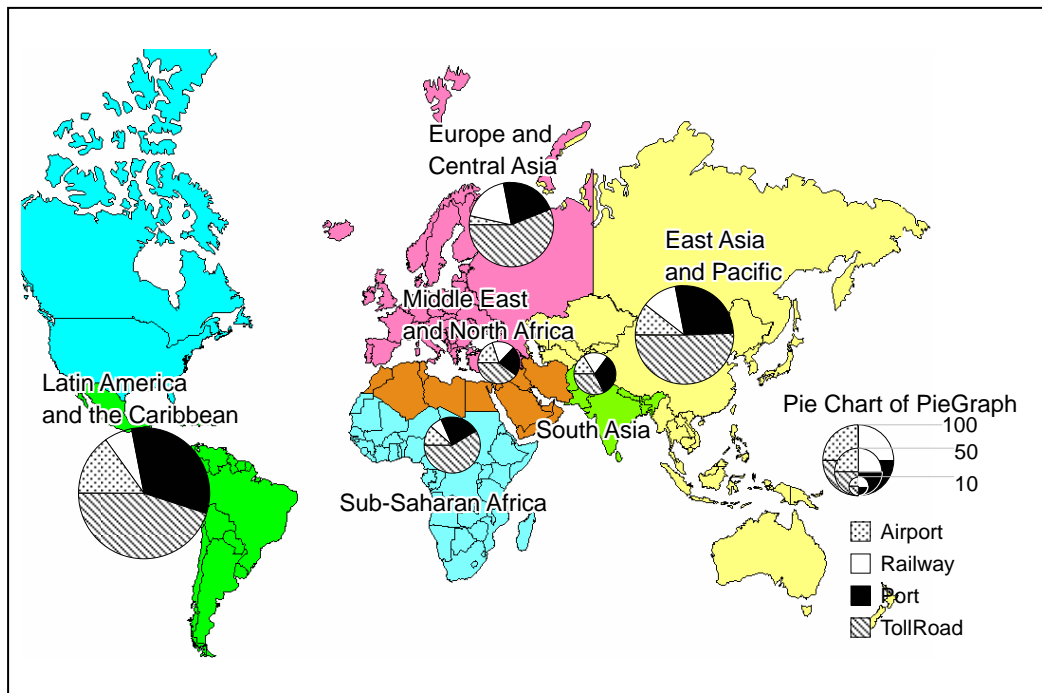 Europe and
Central Asia
East Asia
and Pacific
Middle East
and North Africa
Latin America
and the Caribbean
South Asia
Sub-Saharan Africa
Pie Chart of PieGraph
100
50
10
Airport
Railway
Port
TollRoad